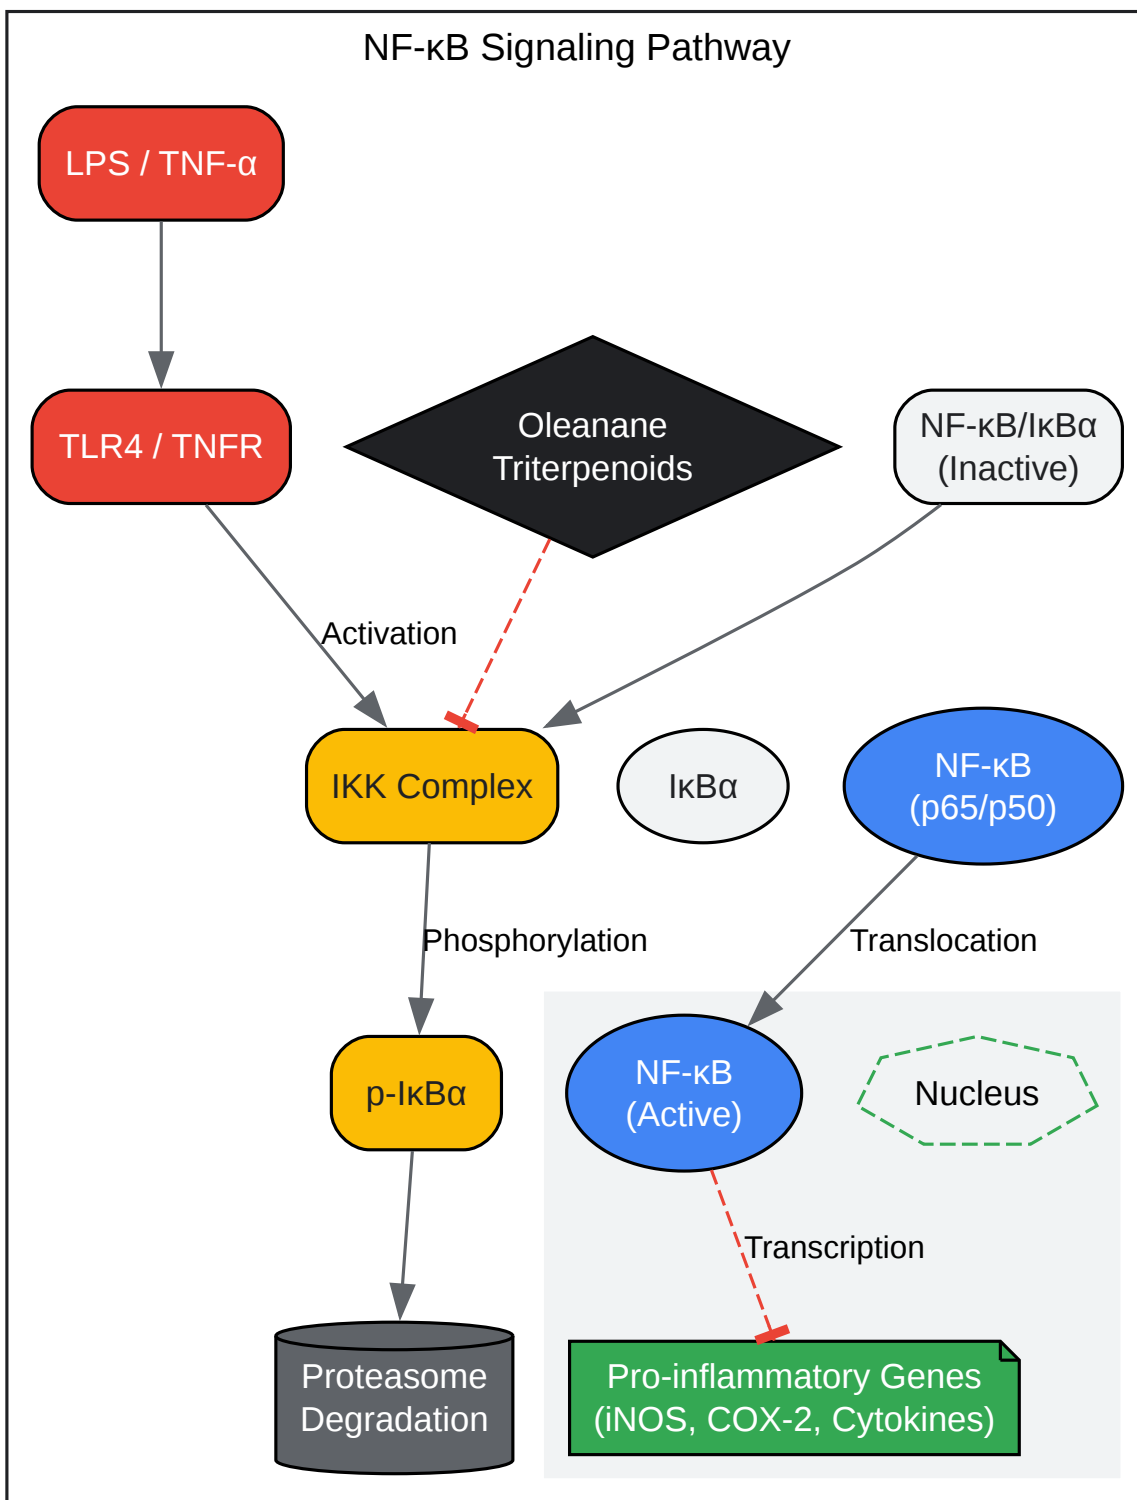 NF-κB Signaling Pathway
LPS / TNF-α
TLR4 / TNFR
Oleanane
Triterpenoids
NF-κB/IκBα
(Inactive)
Activation
IKK Complex
IκBα
NF-κB
(p65/p50)
Phosphorylation
Translocation
p-IκBα
NF-κB
(Active)
Nucleus
Transcription
Proteasome
Degradation
Pro-inflammatory Genes
(iNOS, COX-2, Cytokines)